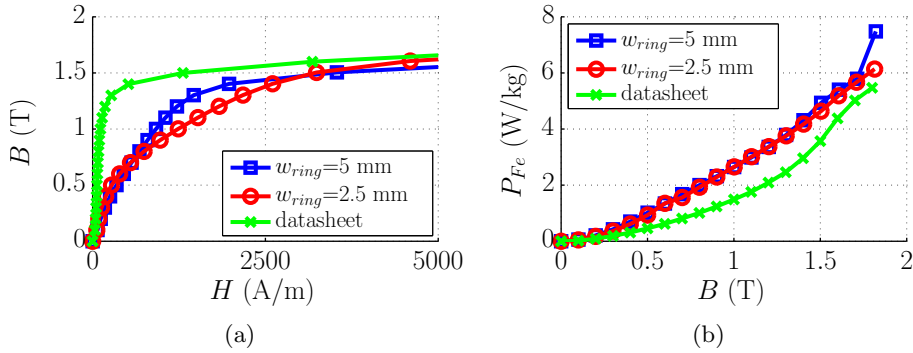 2
1.5
1
0.5
0
B (T)
w_ring=5 mm
w_ring=2.5 mm
datasheet
0 2500 5000
H (A/m)
(a)
8
6
4
2
0
P_Fe (W/kg)
w_ring=5 mm
w_ring=2.5 mm
datasheet
0 0.5 1 1.5 2
B (T)
(b)